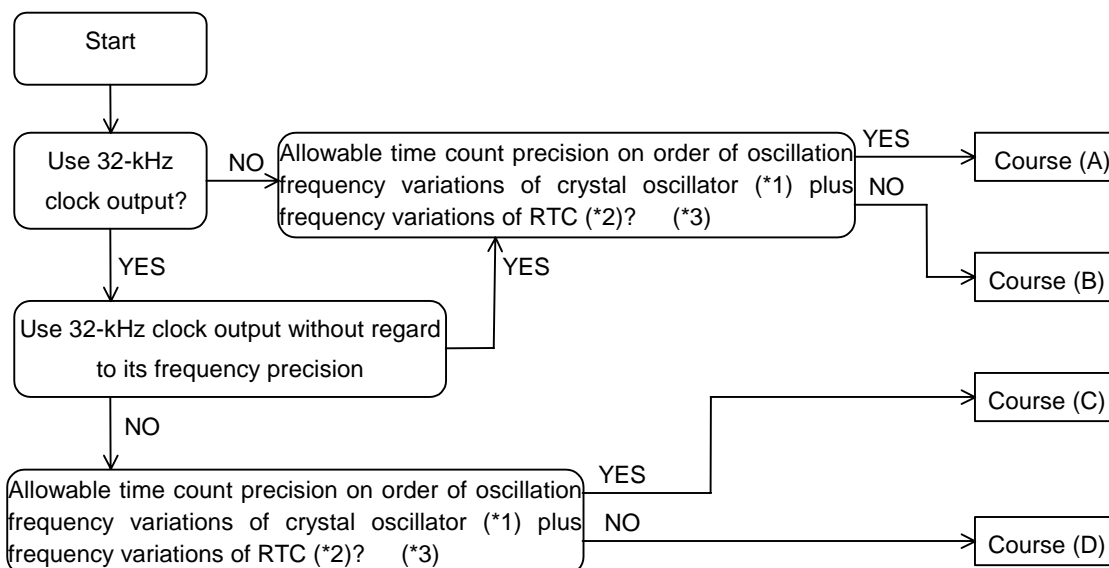 Start
Use 32-kHz
clock output?
NO
Allowable time count precision on order of oscillation
frequency variations of crystal oscillator (*1) plus
frequency variations of RTC (*2)? (*3)
YES
Course (A)
NO
Course (B)
YES
YES
Use 32-kHz clock output without regard
to its frequency precision
Course (C)
NO
Allowable time count precision on order of oscillation
frequency variations of crystal oscillator (*1) plus
frequency variations of RTC (*2)? (*3)
YES
NO
Course (D)